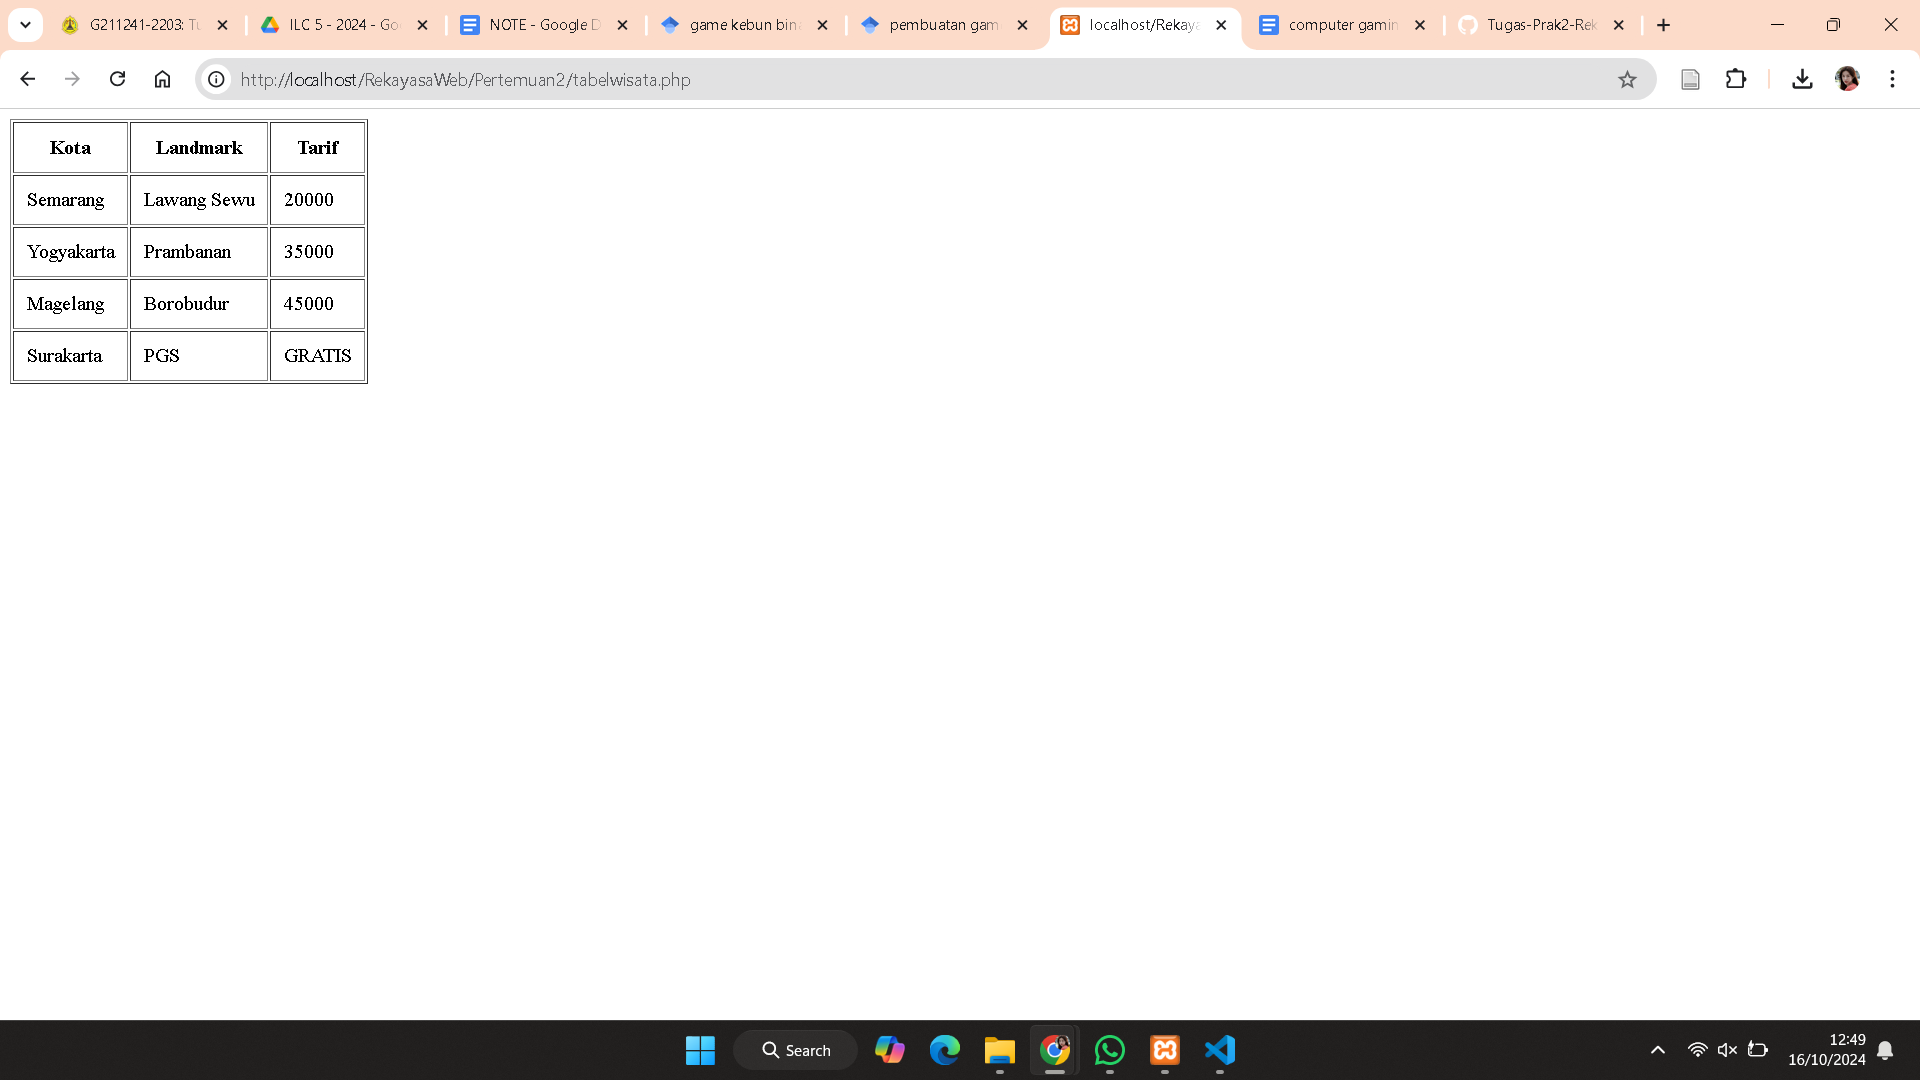 G211241-2203: Tu
ILC 5 - 2024 - Go
NOTE - Google D
game kebun bin
pembuatan gam
localhost/Rekaya
computer gamin
Tugas-Prak2-Rek
http://localhost/RekayasaWeb/Pertemuan2/tabelwisata.php
Kota Landmark Tarif
Semarang Lawang Sewu 20000
Yogyakarta Prambanan 35000
Magelang Borobudur 45000
Surakarta PGS GRATIS
Search
12:49
16/10/2024